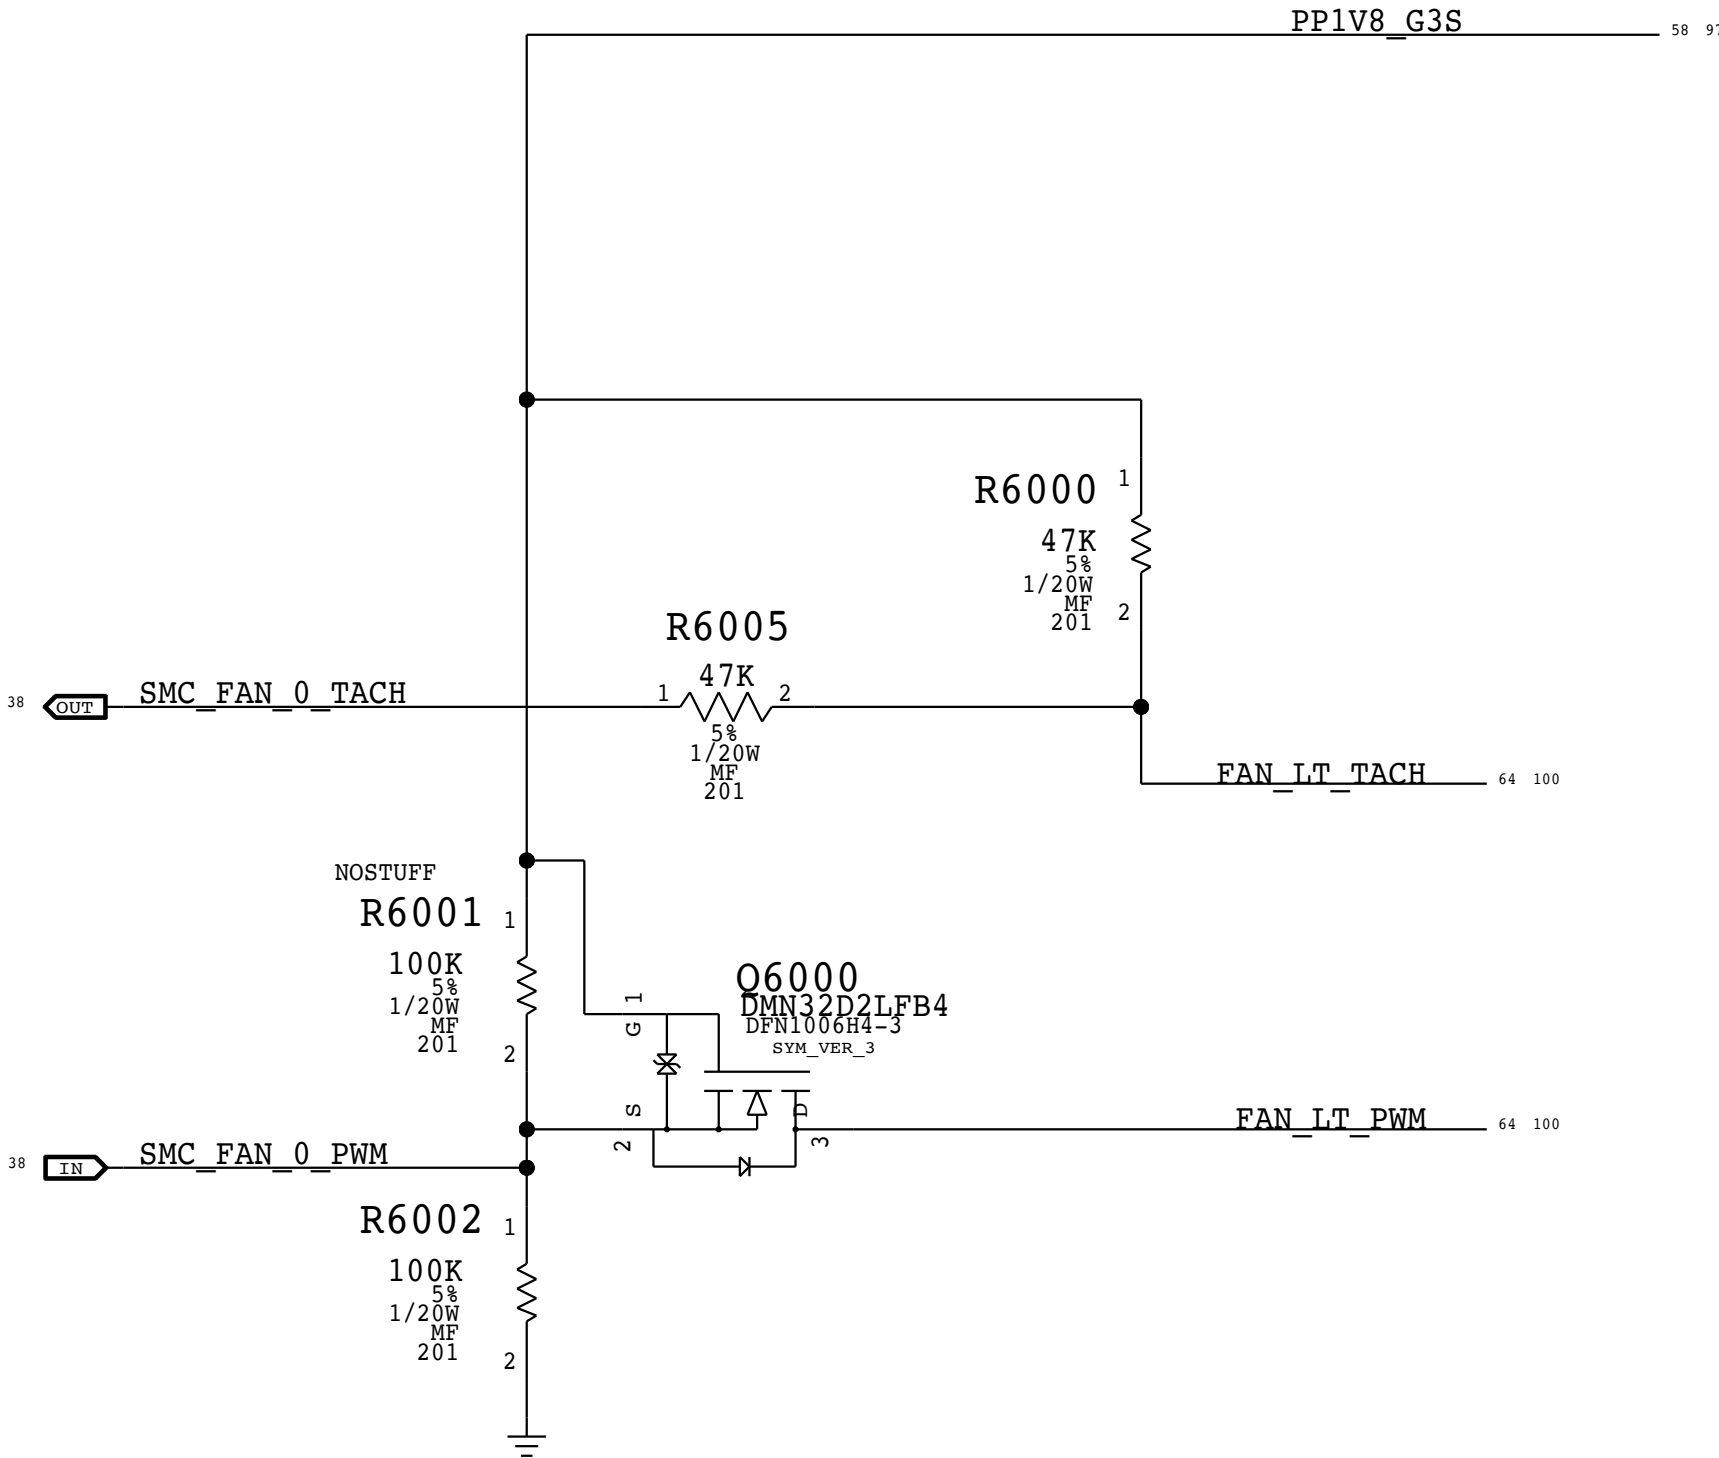 PP1V8_G3S 58 97
R6000 1
47K
5%
1/20W
MF
201 2
R6005
38 OUT SMC_FAN_0_TACH 1 47K 2
5%
1/20W
MF
201
FAN_LT_TACH 64 100
NOSTUFF
R6001 1
100K
5%
1/20W
MF
201
2
Q6000
DMN32D2LFB4
DFN1006H4-3
SYM_VER_3
G 1
S 2
D 3
FAN_LT_PWM 64 100
38 IN SMC_FAN_0_PWM
R6002 1
100K
5%
1/20W
MF
201
2